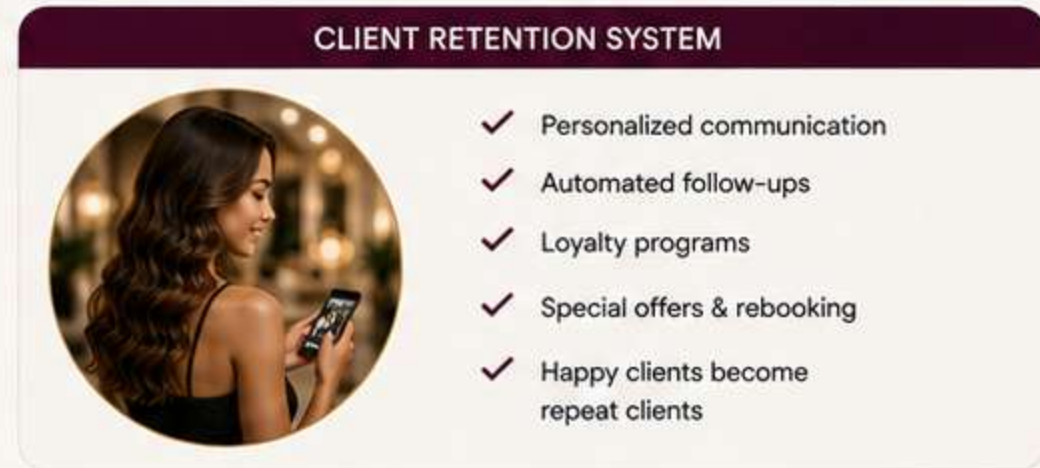 CLIENT RETENTION SYSTEM
Personalized communication
Automated follow-ups
Loyalty programs
Special offers & rebooking
Happy clients become
repeat clients